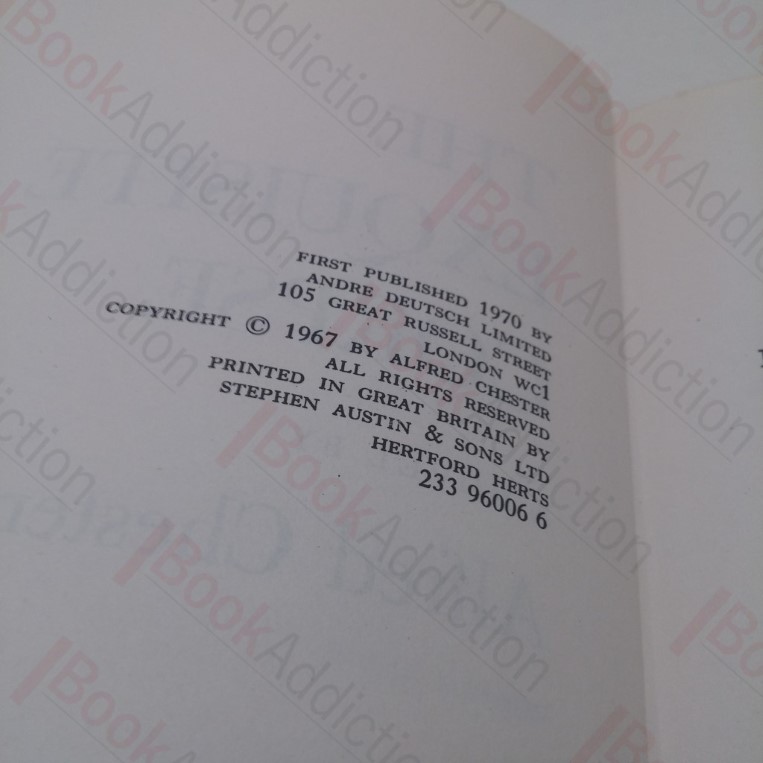 FIRST PUBLISHED 1970 BY
ANDRE DEUTSCH LIMITED
105 GREAT RUSSELL STREET
LONDON WC1
COPYRIGHT © 1967 BY ALFRED CHESTER
ALL RIGHTS RESERVED
PRINTED IN GREAT BRITAIN BY
STEPHEN AUSTIN & SONS LTD
HERTFORD HERTS
233 96006 6
BookAddiction